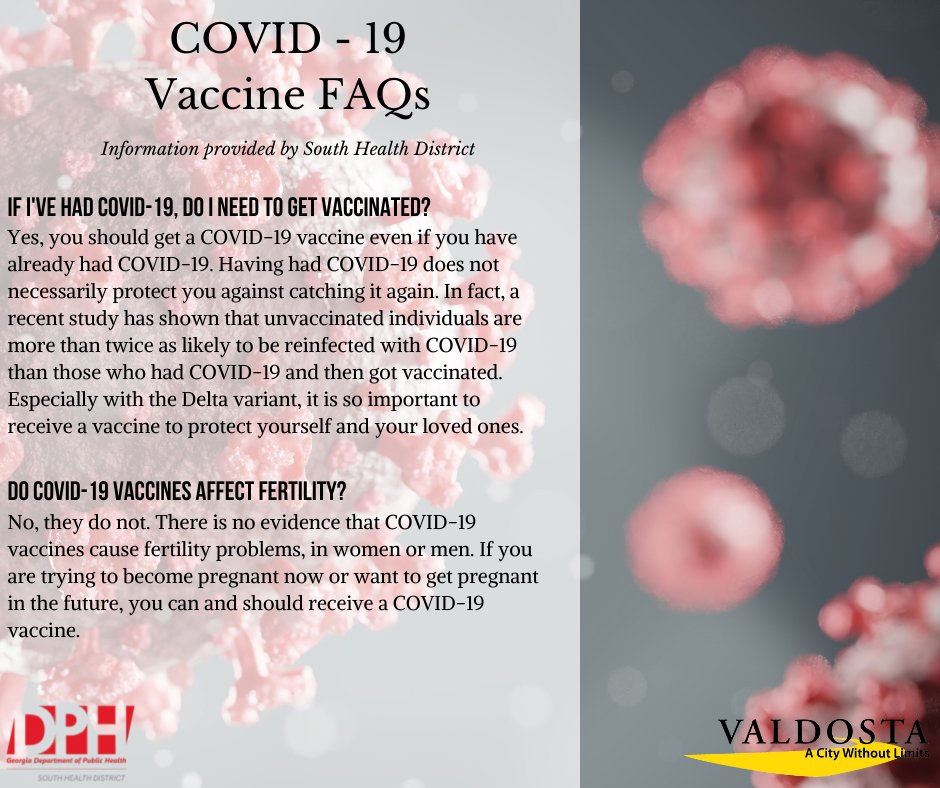 COVID - 19
Vaccine FAQs
Information provided by South Health District
IF I'VE HAD COVID-19, DO I NEED TO GET VACCINATED?
Yes, you should get a COVID-19 vaccine even if you have
already had COVID-19. Having had COVID-19 does not
necessarily protect you against catching it again. In fact, a
recent study has shown that unvaccinated individuals are
more than twice as likely to be reinfected with COVID-19
than those who had COVID-19 and then got vaccinated.
Especially with the Delta variant, it is so important to
receive a vaccine to protect yourself and your loved ones.
DO COVID-19 VACCINES AFFECT FERTILITY?
No, they do not. There is no evidence that COVID-19
vaccines cause fertility problems, in women or men. If you
are trying to become pregnant now or want to get pregnant
in the future, you can and should receive a COVID-19
vaccine.
DPH
Georgia Department of Public Health
SOUTH HEALTH DISTRICT
VALDOSTA
A City Without Limits